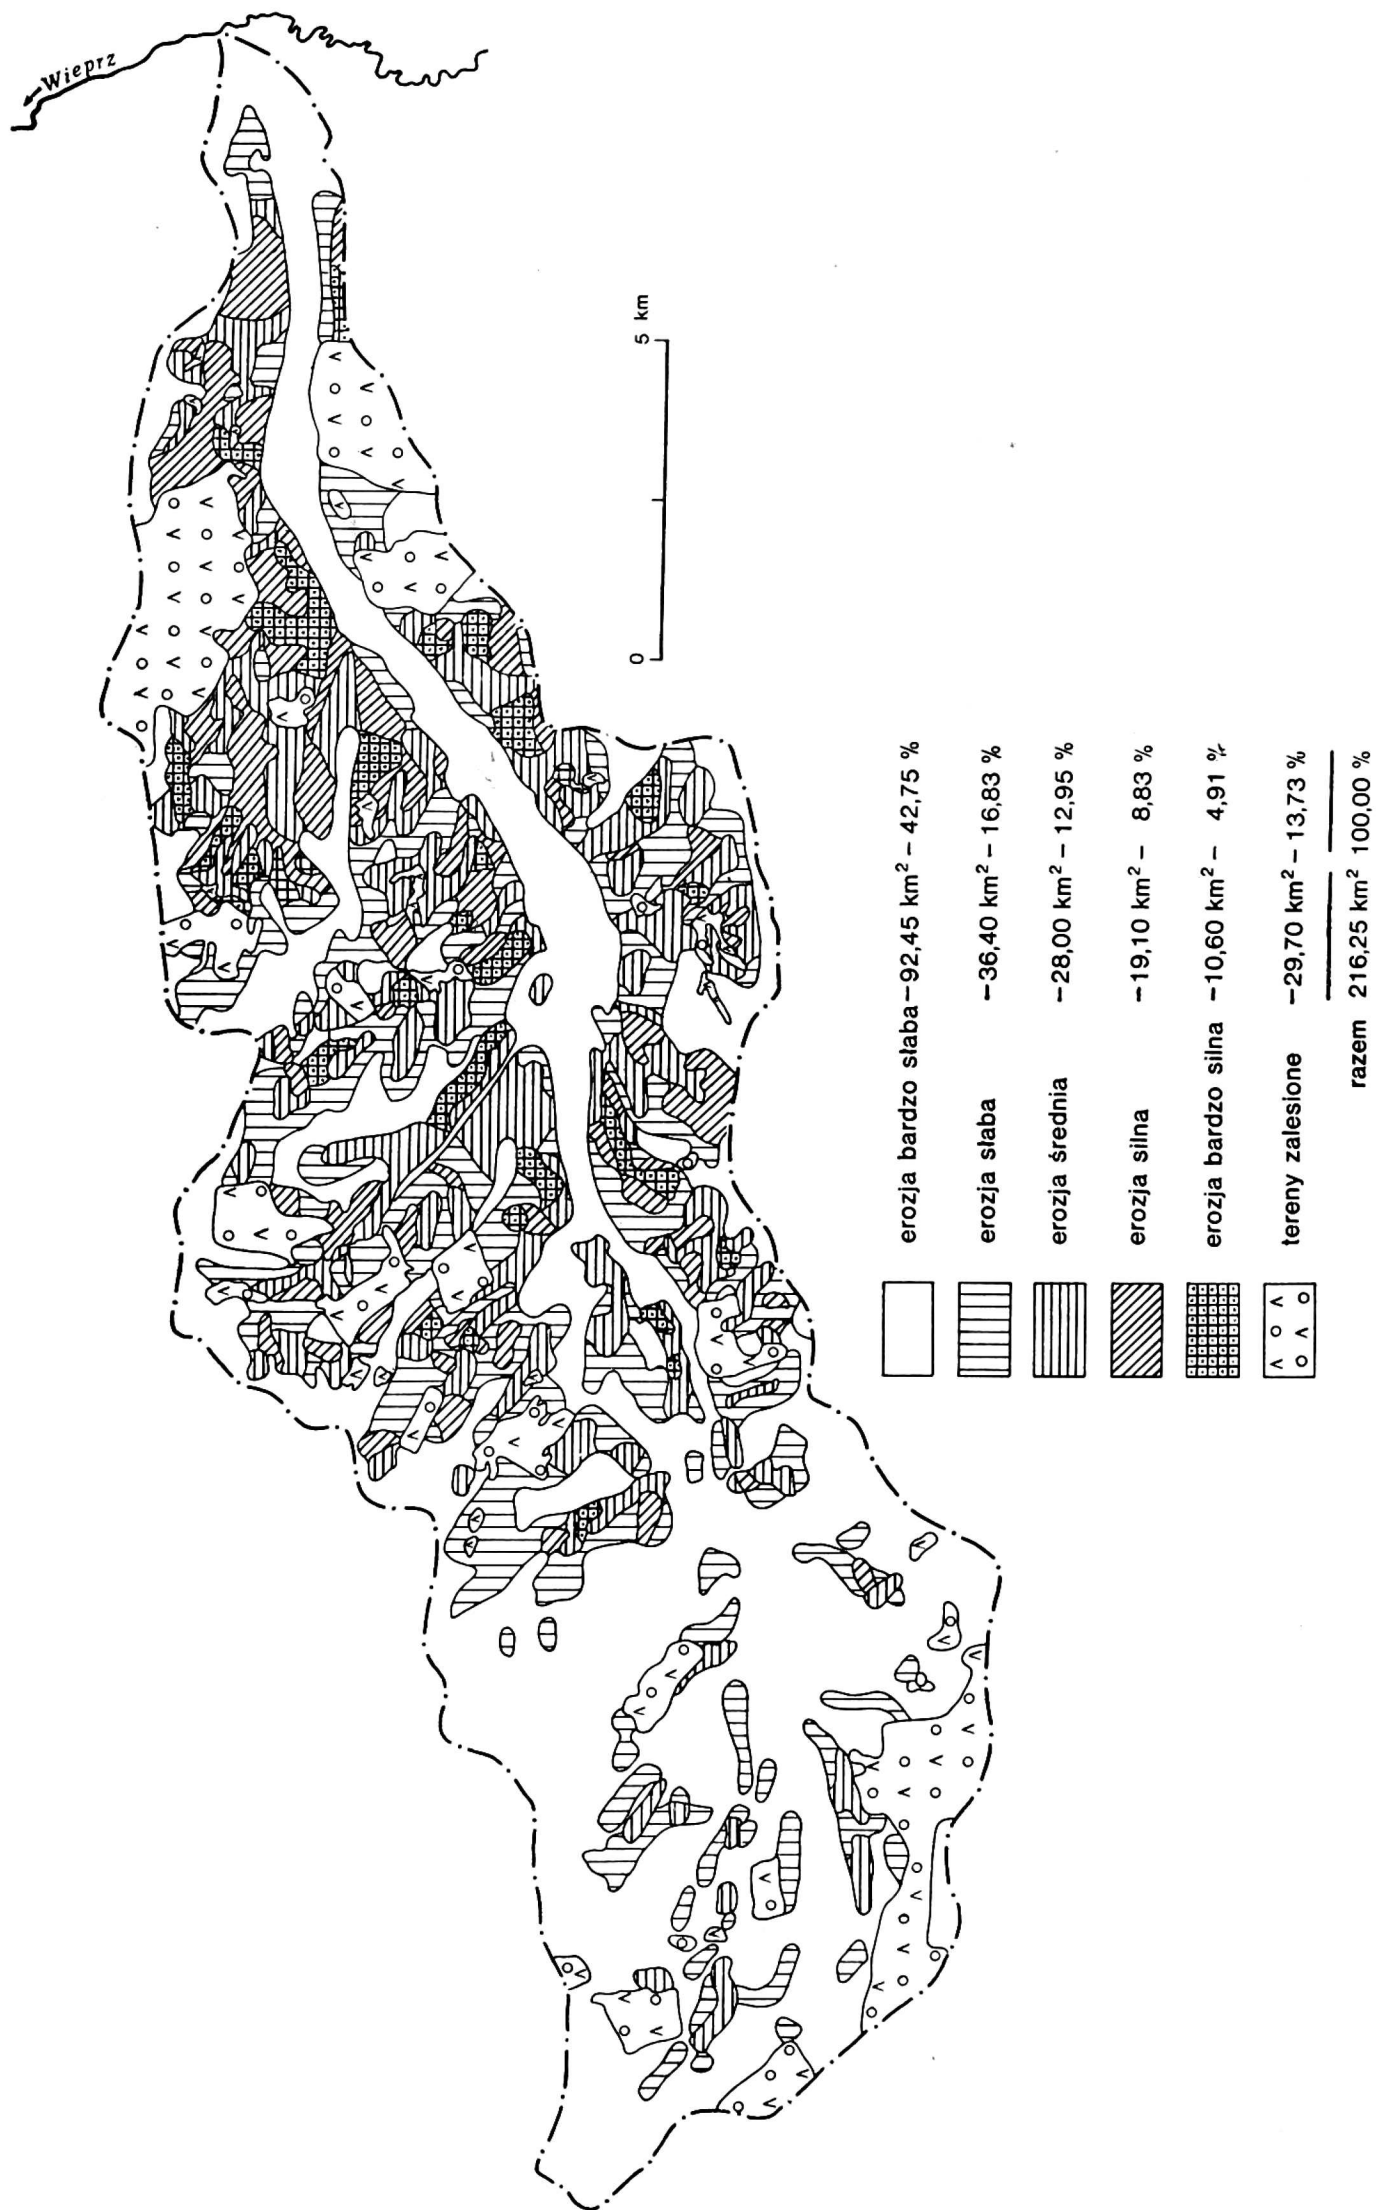 Wieprz
0 5 km
erozja bardzo słaba – 92,45 km² – 42,75 %
erozja słaba – 36,40 km² – 16,83 %
erozja średnia – 28,00 km² – 12,95 %
erozja silna – 19,10 km² – 8,83 %
erozja bardzo silna – 10,60 km² – 4,91 %
tereny zalesione – 29,70 km² – 13,73 %
razem 216,25 km² 100,00 %